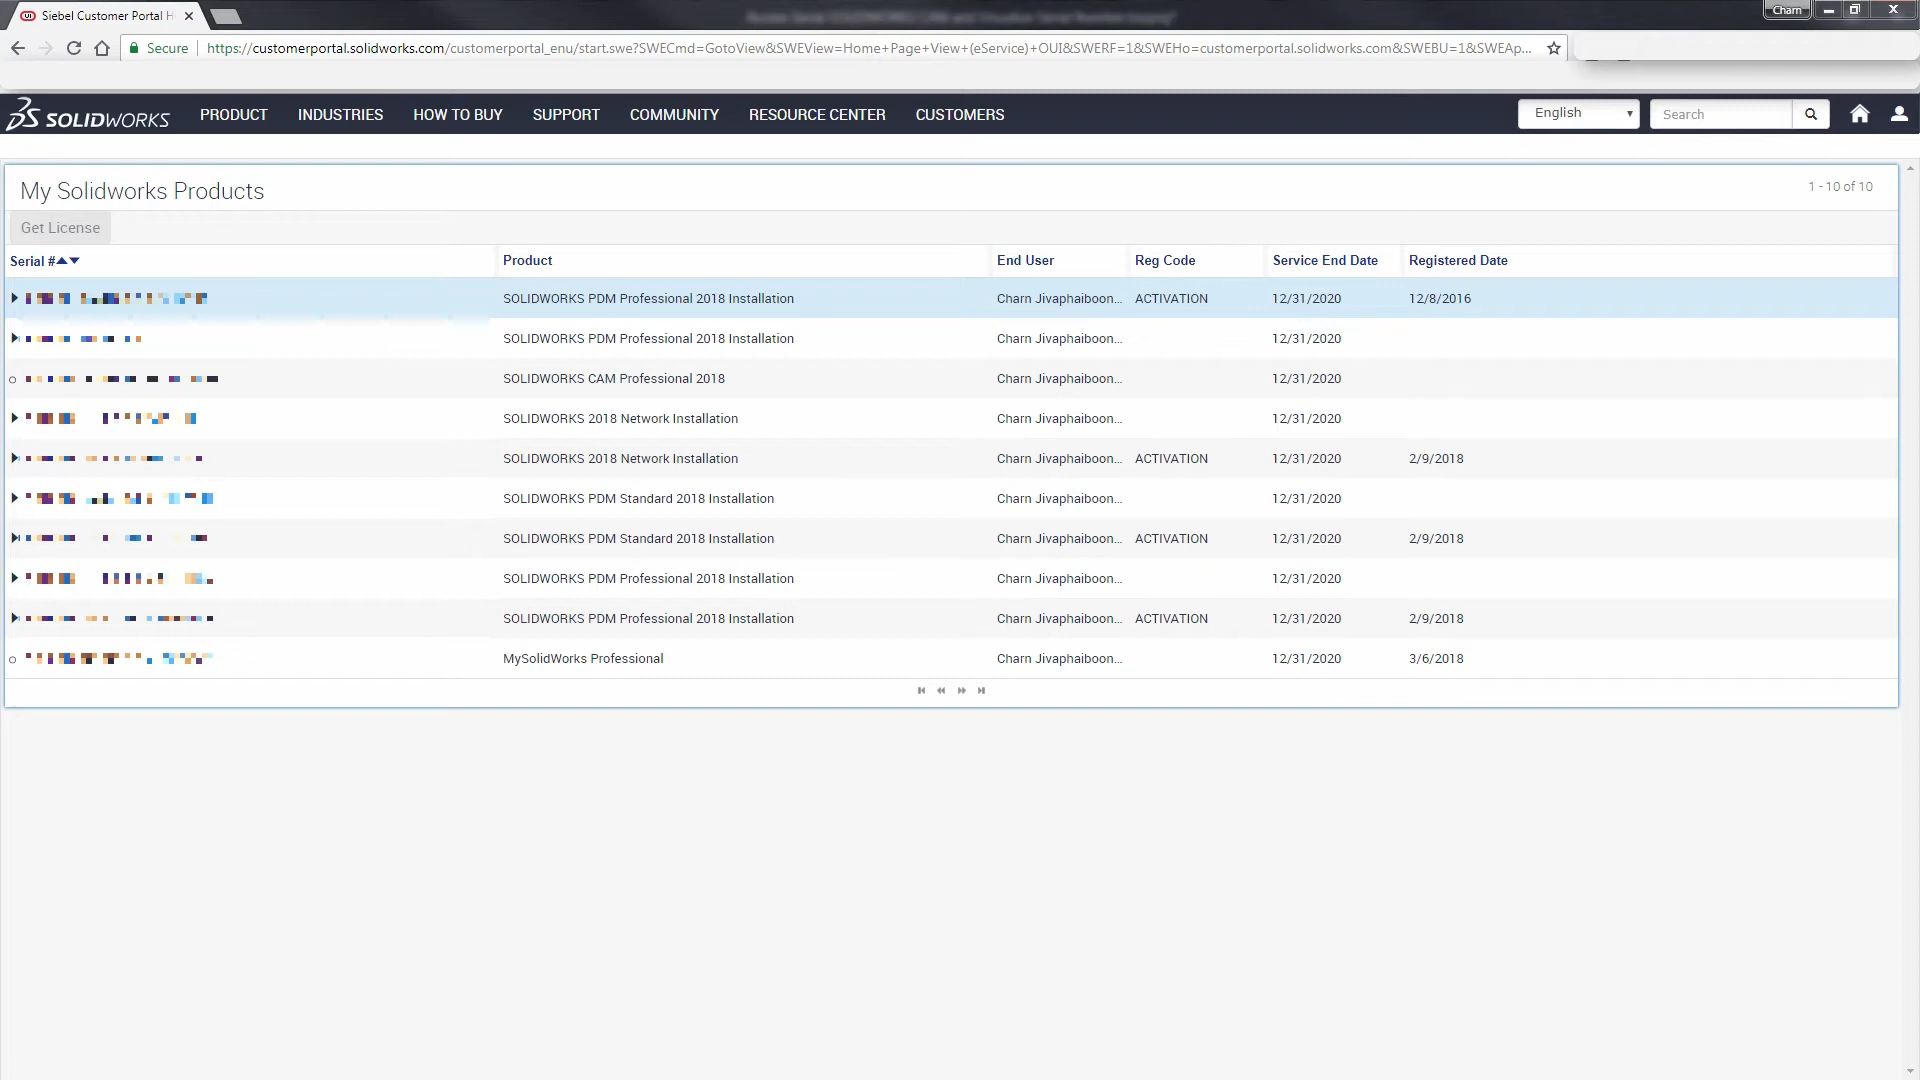 Siebel Customer Portal H
Charn
Secure
https://customerportal.solidworks.com/customerportal_enu/start.swe?SWECmd=GotoView&SWEView=Home+Page+View+(eService)+OUI&SWERF=1&SWEHo=customerportal.solidworks.com&SWEBU=1&SWEAp...
SOLIDWORKS PRODUCT INDUSTRIES HOW TO BUY SUPPORT COMMUNITY RESOURCE CENTER CUSTOMERS English Search
My Solidworks Products 1 - 10 of 10
Get License
Serial # Product End User Reg Code Service End Date Registered Date
SOLIDWORKS PDM Professional 2018 Installation Charn Jivaphaiboon... ACTIVATION 12/31/2020 12/8/2016
SOLIDWORKS PDM Professional 2018 Installation Charn Jivaphaiboon... 12/31/2020
SOLIDWORKS CAM Professional 2018 Charn Jivaphaiboon... 12/31/2020
SOLIDWORKS 2018 Network Installation Charn Jivaphaiboon... 12/31/2020
SOLIDWORKS 2018 Network Installation Charn Jivaphaiboon... ACTIVATION 12/31/2020 2/9/2018
SOLIDWORKS PDM Standard 2018 Installation Charn Jivaphaiboon... 12/31/2020
SOLIDWORKS PDM Standard 2018 Installation Charn Jivaphaiboon... ACTIVATION 12/31/2020 2/9/2018
SOLIDWORKS PDM Professional 2018 Installation Charn Jivaphaiboon... 12/31/2020
SOLIDWORKS PDM Professional 2018 Installation Charn Jivaphaiboon... ACTIVATION 12/31/2020 2/9/2018
MySolidWorks Professional Charn Jivaphaiboon... 12/31/2020 3/6/2018